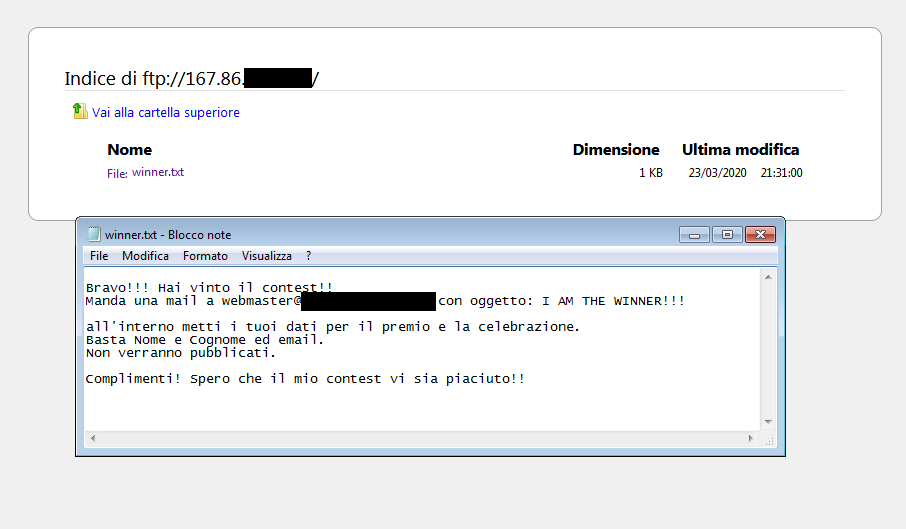 Indice di ftp://167.86. /
Vai alla cartella superiore
Nome Dimensione Ultima modifica
File: winner.txt 1 KB 23/03/2020 21:31:00
winner.txt - Blocco note
File Modifica Formato Visualizza ?
Bravo!!! Hai vinto il contest!!
Manda una mail a webmaster@ con oggetto: I AM THE WINNER!!!
all'interno metti i tuoi dati per il premio e la celebrazione.
Basta Nome e Cognome ed email.
Non verranno pubblicati.
Complimenti! Spero che il mio contest vi sia piaciuto!!